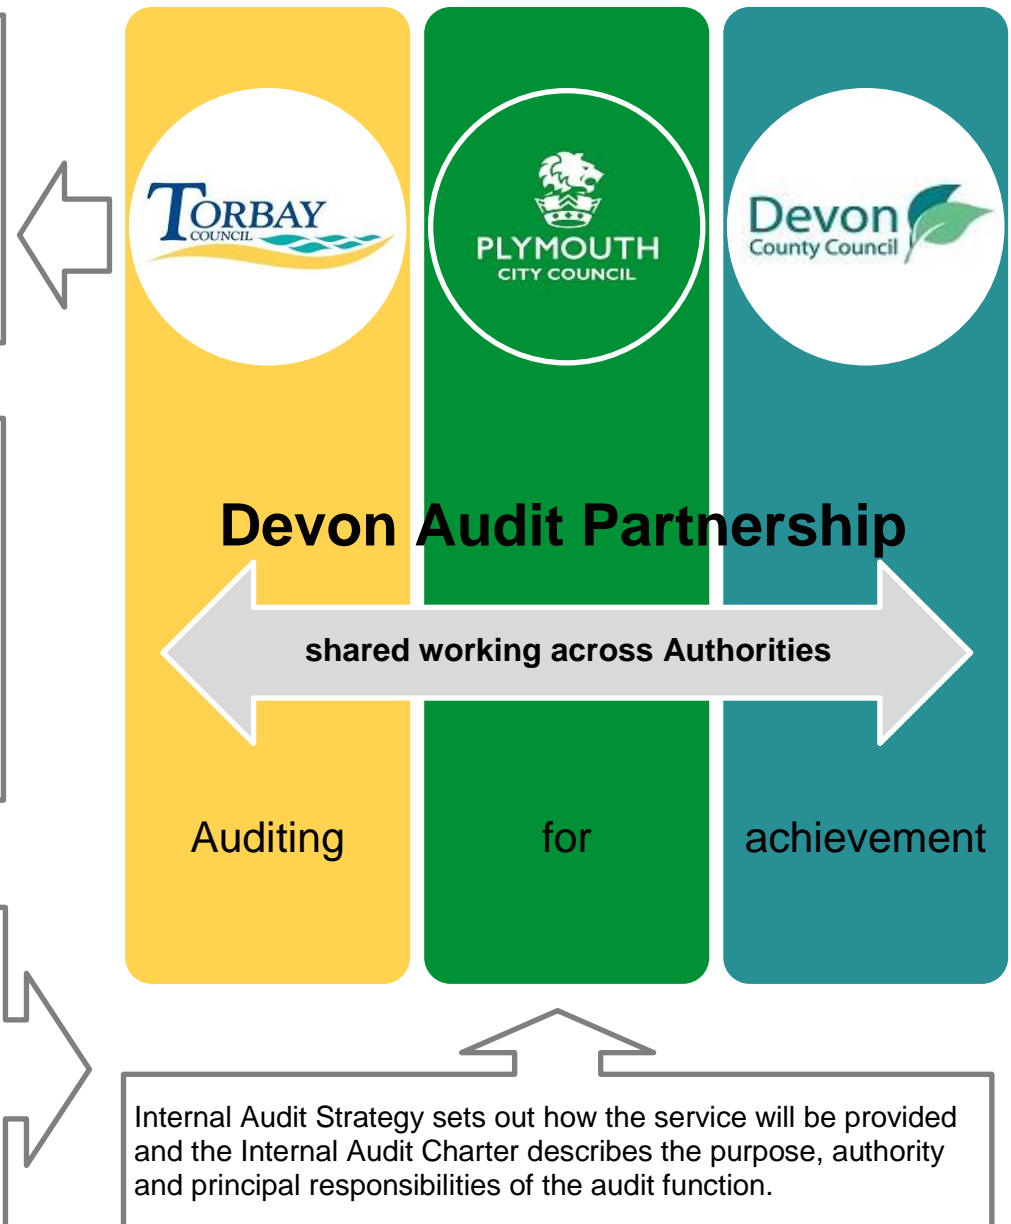 TORBAY
COUNCIL
PLYMOUTH
CITY COUNCIL
Devon
County Council
Devon Audit Partnership
shared working across Authorities
Auditing for achievement
Internal Audit Strategy sets out how the service will be provided
and the Internal Audit Charter describes the purpose, authority
and principal responsibilities of the audit function.